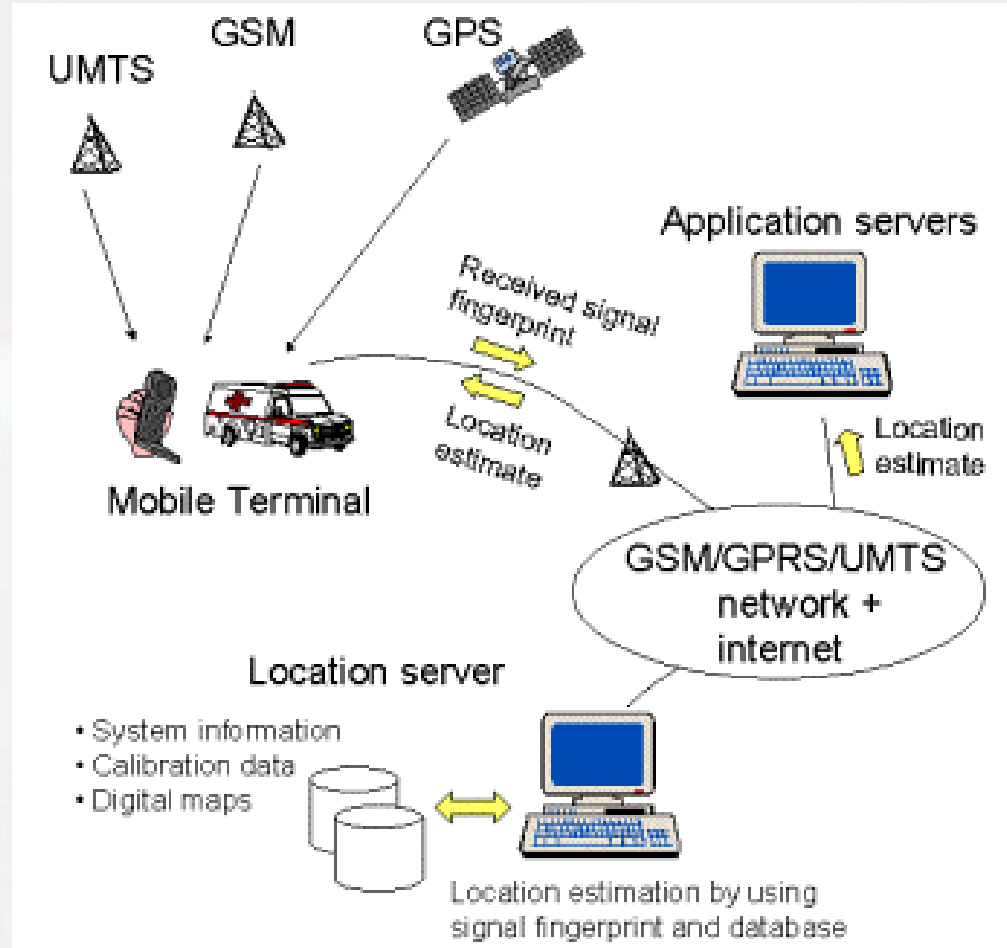 UMTS
GSM
GPS
Application servers
Received signal
fingerprint
Location
estimate
Location
estimate
Mobile Terminal
GSM/GPRS/UMTS
network +
internet
Location server
• System information
• Calibration data
• Digital maps
Location estimation by using
signal fingerprint and database